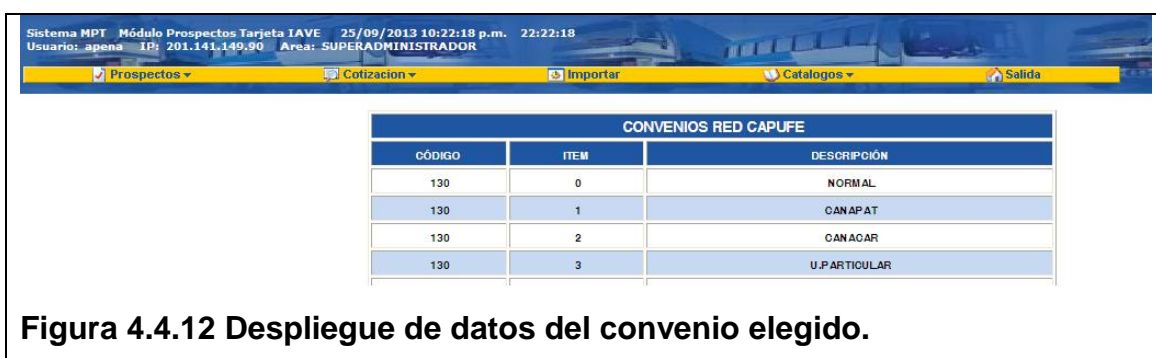 Sistema MPT Módulo Prospectos Tarjeta IAVE 25/09/2013 10:22:18 p.m. 22:22:18
Usuario: apena IP: 201.141.149.90 Area: SUPERADMINISTRADOR
Prospectos Cotizacion Importar Catalogos Salida
CONVENIOS RED CAPUFE
CÓDIGO ITEM DESCRIPCIÓN
130 0 NORMAL
130 1 CANAPAT
130 2 CANACAR
130 3 U.PARTICULAR
Figura 4.4.12 Despliegue de datos del convenio elegido.